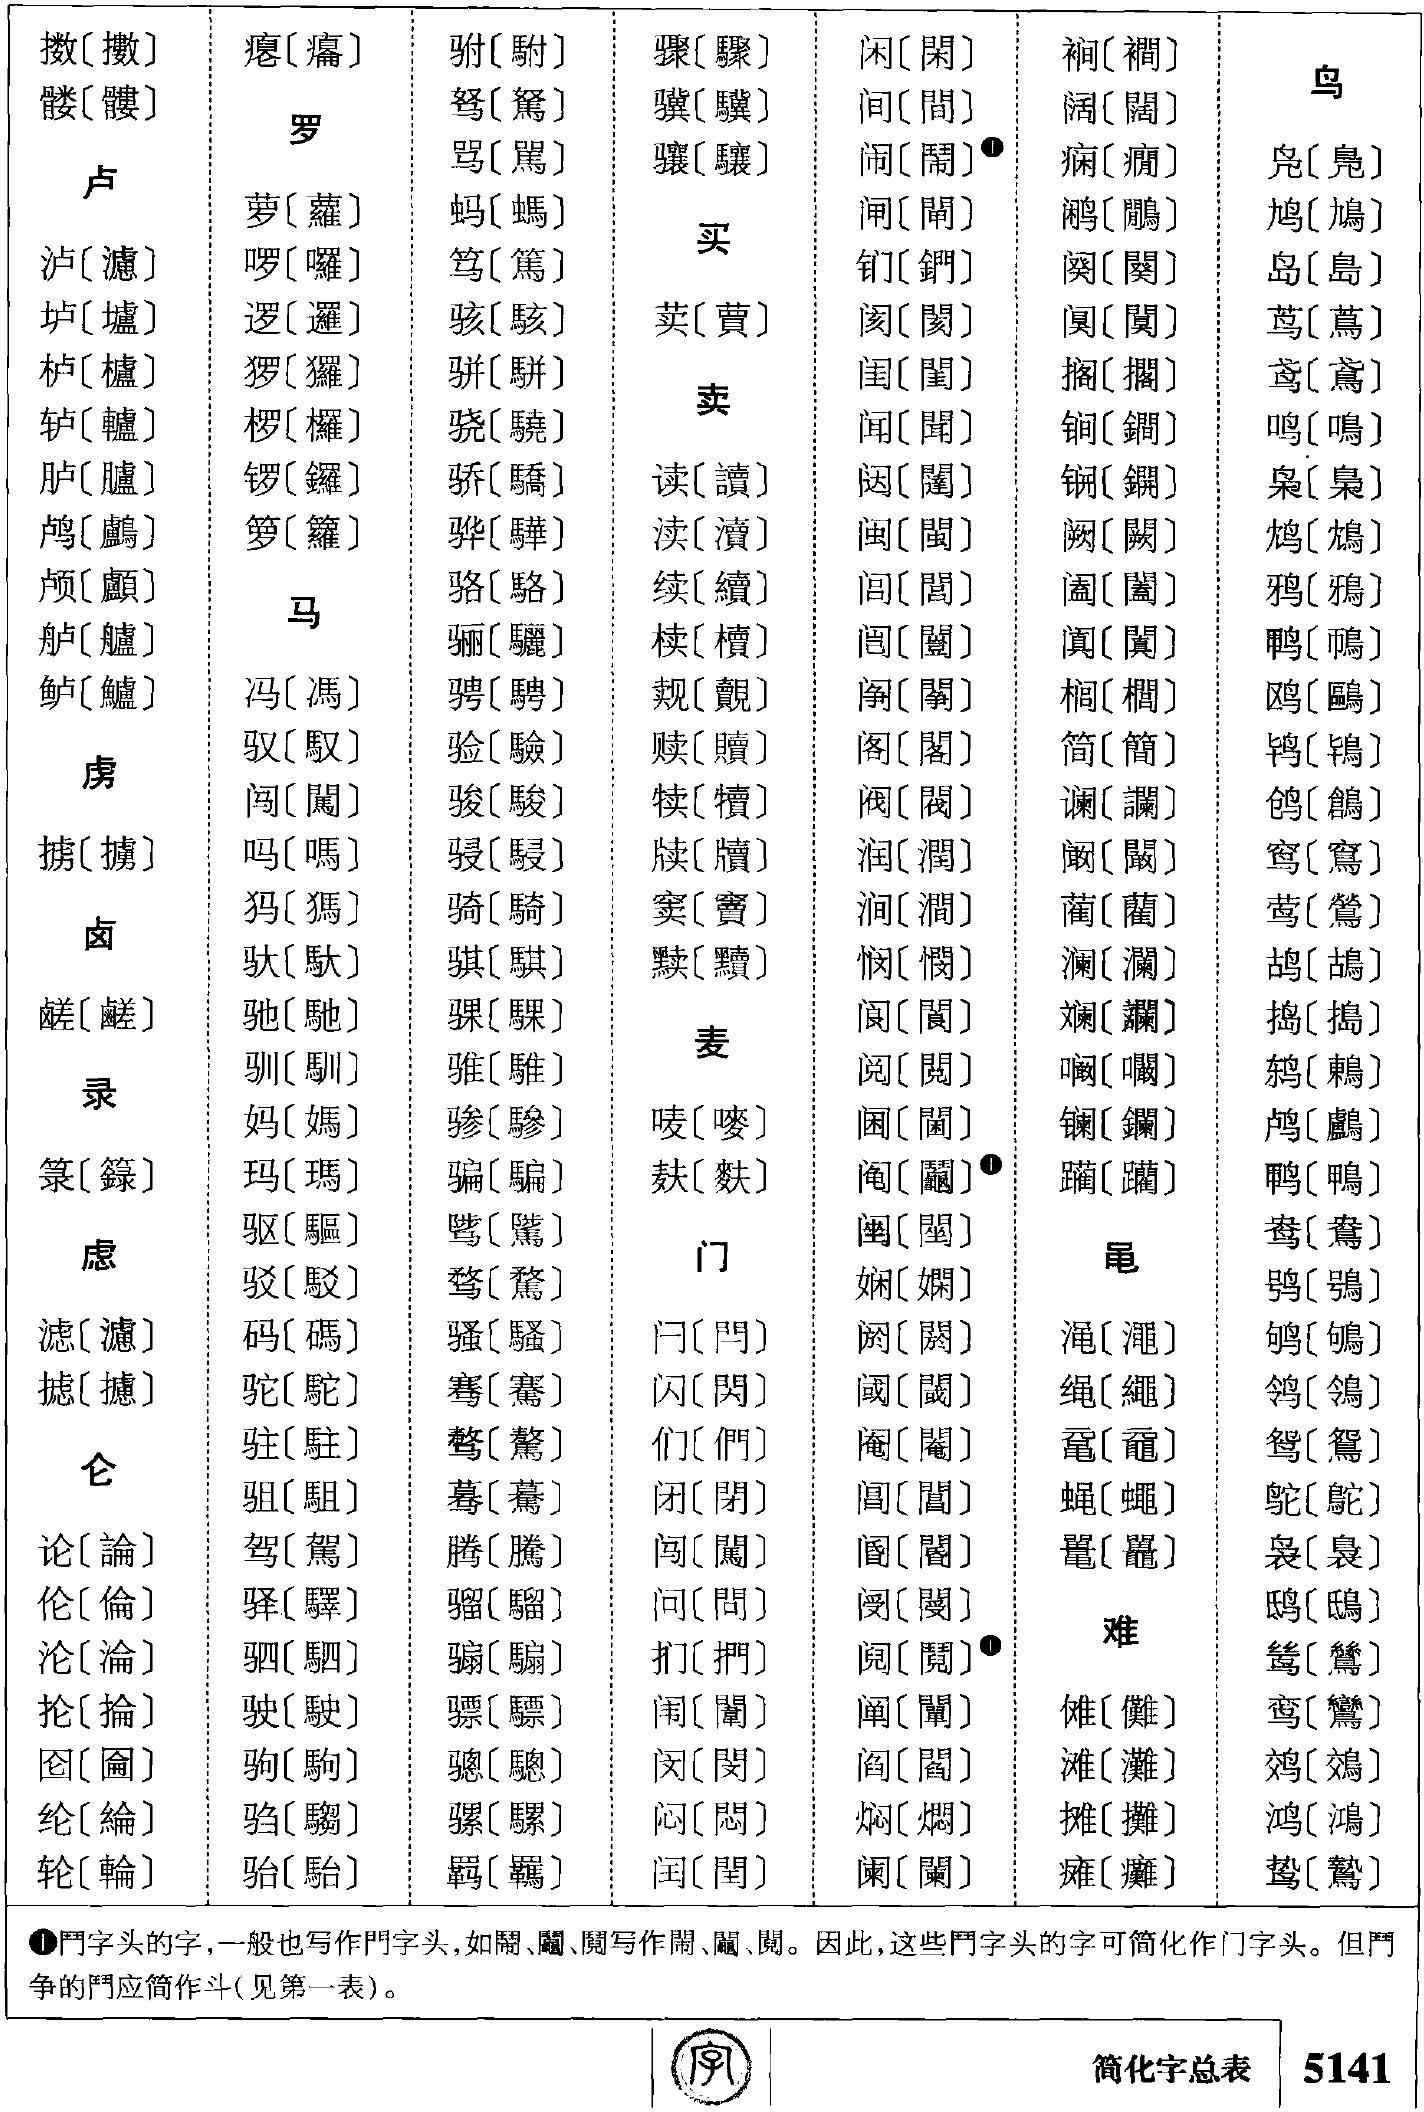 擞〔擻〕
髅〔髏〕
卢
泸〔瀘〕
垆〔壚〕
栌〔櫨〕
轳〔轤〕
胪〔臚〕
鸬〔鸕〕
颅〔顱〕
舻〔艫〕
鲈〔鱸〕
虏
掳〔擄〕
卤
鹾〔鹺〕
录
箓〔籙〕
虑
滤〔濾〕
摅〔攄〕
仑
论〔論〕
伦〔倫〕
沦〔淪〕
抡〔掄〕
囵〔圇〕
纶〔綸〕
轮〔輪〕
瘪〔癟〕
罗
萝〔蘿〕
啰〔囉〕
逻〔邏〕
猡〔玀〕
椤〔欏〕
锣〔鑼〕
箩〔籮〕
马
冯〔馮〕
驭〔馭〕
闯〔闖〕
吗〔嗎〕
犸〔獁〕
驮〔馱〕
驰〔馳〕
驯〔馴〕
妈〔媽〕
玛〔瑪〕
驱〔驅〕
驳〔駁〕
码〔碼〕
驼〔駝〕
驻〔駐〕
驵〔駔〕
驾〔駕〕
驿〔驛〕
驷〔駟〕
驶〔駛〕
驹〔駒〕
驺〔騶〕
骀〔駘〕
驸〔駙〕
驽〔駑〕
骂〔駡〕
蚂〔螞〕
笃〔篤〕
骇〔駭〕
骈〔駢〕
骁〔驍〕
骄〔驕〕
骅〔驊〕
骆〔駱〕
骊〔驪〕
骋〔騁〕
验〔驗〕
骏〔駿〕
骎〔駸〕
骑〔騎〕
骐〔騏〕
骒〔騍〕
骓〔騅〕
骖〔驂〕
骗〔騙〕
骘〔騭〕
骛〔騖〕
骚〔騷〕
骞〔騫〕
骜〔驁〕
蓦〔驀〕
腾〔騰〕
骝〔騮〕
骟〔騸〕
骠〔驃〕
骢〔驄〕
骡〔騾〕
羁〔羈〕
骤〔驟〕
骥〔驥〕
骧〔驤〕
买
荬〔蕒〕
卖
读〔讀〕
渎〔瀆〕
续〔續〕
椟〔櫝〕
觌〔覿〕
赎〔贖〕
犊〔犢〕
牍〔牘〕
窦〔竇〕
黩〔黷〕
麦
唛〔嘜〕
麸〔麩〕
门
闩〔閂〕
闪〔閃〕
们〔們〕
闭〔閉〕
闯〔闖〕
问〔問〕
扪〔捫〕
闱〔闈〕
闵〔閔〕
闷〔悶〕
闰〔閏〕
闲〔閑〕
间〔間〕
闹〔鬧〕❶
闸〔閘〕
钔〔鍆〕
阂〔閡〕
闺〔閨〕
闻〔聞〕
闼〔闥〕
闽〔閩〕
闾〔閭〕
闿〔闓〕
䦶〔䦛〕
阁〔閣〕
阀〔閥〕
润〔潤〕
涧〔澗〕
悯〔憫〕
阆〔閬〕
阅〔閲〕
阃〔閫〕
阄〔鬮〕❶
䦷〔䦟〕
娴〔嫻〕
阏〔閼〕
阈〔閾〕
阉〔閹〕
阊〔閶〕
阍〔閽〕
阌〔閿〕
阋〔鬩〕❶
阐〔闡〕
阎〔閻〕
焖〔燜〕
阑〔闌〕
裥〔襇〕
阔〔闊〕
痫〔癇〕
鹇〔鷴〕
阕〔闋〕
阒〔闃〕
搁〔擱〕
锏〔鐧〕
锎〔鐦〕
阙〔闕〕
阖〔闔〕
阗〔闐〕
榈〔櫚〕
简〔簡〕
谰〔讕〕
阚〔闞〕
蔺〔藺〕
澜〔瀾〕
斓〔斕〕
㘎〔㘚〕
镧〔鑭〕
躏〔躪〕
黾
渑〔澠〕
绳〔繩〕
鼋〔黿〕
蝇〔蠅〕
鼍〔鼉〕
难
傩〔儺〕
滩〔灘〕
摊〔攤〕
瘫〔癱〕
鸟
凫〔鳧〕
鸠〔鳩〕
岛〔島〕
茑〔蔦〕
鸢〔鳶〕
鸣〔鳴〕
枭〔梟〕
鸩〔鴆〕
鸦〔鴉〕
䴓〔鳾〕
鸥〔鷗〕
鸨〔鴇〕
鸧〔鶬〕
窎〔窵〕
莺〔鶯〕
鸪〔鴣〕
捣〔搗〕
鸫〔鶇〕
鸬〔鸕〕
鸭〔鴨〕
鸯〔鴦〕
鸮〔鴞〕
鸲〔鴝〕
鸰〔鴒〕
鸳〔鴛〕
鸵〔鴕〕
袅〔裊〕
鸱〔鴟〕
鸶〔鷥〕
鸾〔鸞〕
䴔〔鵁〕
鸿〔鴻〕
鸷〔鷙〕
❶鬥字头的字,一般也写作門字头,如鬧、鬮、鬩写作閙、𨷺、䦧。因此,这些鬥字头的字可简化作门字头。但鬥
争的鬥应简作斗(见第一表)。
字
简化字总表 5141